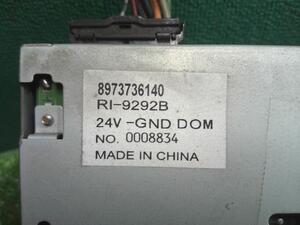 8973736140
RI-9292B
24V -GND DOM
NO. 0008834
MADE IN CHINA